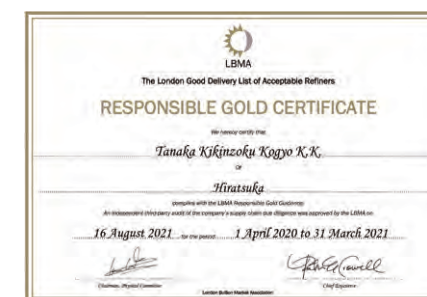 LBMA
The London Good Delivery List of Acceptable Refiners
RESPONSIBLE GOLD CERTIFICATE
We hereby certify that
Tanaka Kikinzoku Kogyo K.K.
of
Hiratsuka
complies with the LBMA Responsible Gold Guidance
An independent third party audit of the company's supply chain due diligence was approved by the LBMA on
16 August 2021 for the period 1 April 2020 to 31 March 2021
Chairman, Physical Committee Chief Executive
London Bullion Market Association